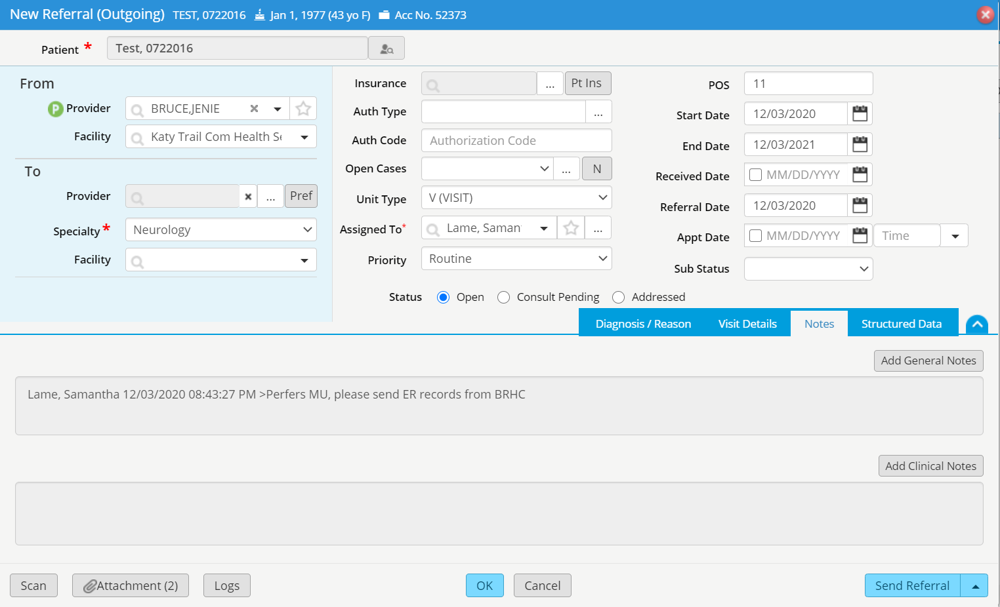 New Referral (Outgoing) TEST, 0722016 Jan 1, 1977 (43 yo F) Acc No. 52373
Patient * Test, 0722016
From
P Provider BRUCE,JENIE
Facility Katy Trail Com Health Se
To
Provider ... Pref
Specialty * Neurology
Facility
Insurance ... Pt Ins
Auth Type ...
Auth Code Authorization Code
Open Cases ... N
Unit Type V (VISIT)
Assigned To * Lame, Saman ...
Priority Routine
POS 11
Start Date 12/03/2020
End Date 12/03/2021
Received Date MM/DD/YYYY
Referral Date 12/03/2020
Appt Date MM/DD/YYYY Time
Sub Status
Status Open Consult Pending Addressed
Diagnosis / Reason Visit Details Notes Structured Data
Add General Notes
Lame, Samantha 12/03/2020 08:43:27 PM >Perfers MU, please send ER records from BRHC
Add Clinical Notes
Scan Attachment (2) Logs OK Cancel Send Referral